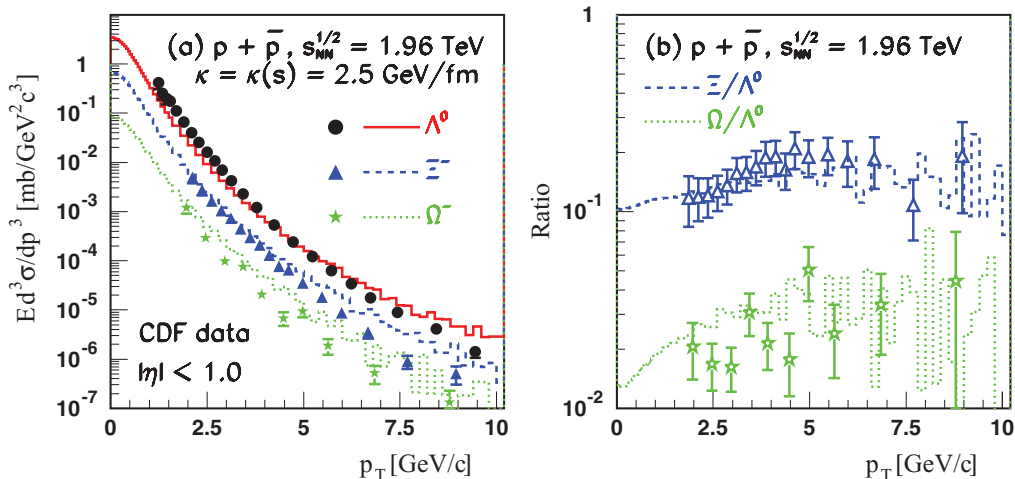 (a) p + p̅, s_NN^1/2 = 1.96 TeV
κ = κ(s) = 2.5 GeV/fm
Λ⁰
Ξ⁻
Ω⁻
CDF data
|η| < 1.0
Ed³σ/dp³ [mb/GeV²c³]
1
10⁻¹
10⁻²
10⁻³
10⁻⁴
10⁻⁵
10⁻⁶
10⁻⁷
0 2.5 5 7.5 10
p_T [GeV/c]
(b) p + p̅, s_NN^1/2 = 1.96 TeV
Ξ/Λ⁰
Ω/Λ⁰
Ratio
1
10⁻¹
10⁻²
0 2.5 5 7.5 10
p_T [GeV/c]